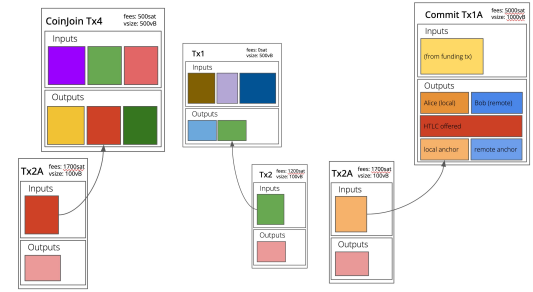 CoinJoin Tx4
fees: 500sat
vsize: 500vB
Inputs
Outputs
Tx2A
fees: 1700sat
vsize: 100vB
Inputs
Outputs
Tx1
fees: 0sat
vsize: 500vB
Inputs
Outputs
Tx2
fees: 1200sat
vsize: 100vB
Inputs
Outputs
Tx2A
fees: 1700sat
vsize: 100vB
Inputs
Outputs
Commit Tx1A
fees: 5000sat
vsize: 1000vB
Inputs
(from funding tx)
Outputs
Alice (local)
Bob (remote)
HTLC offered
local anchor
remote anchor